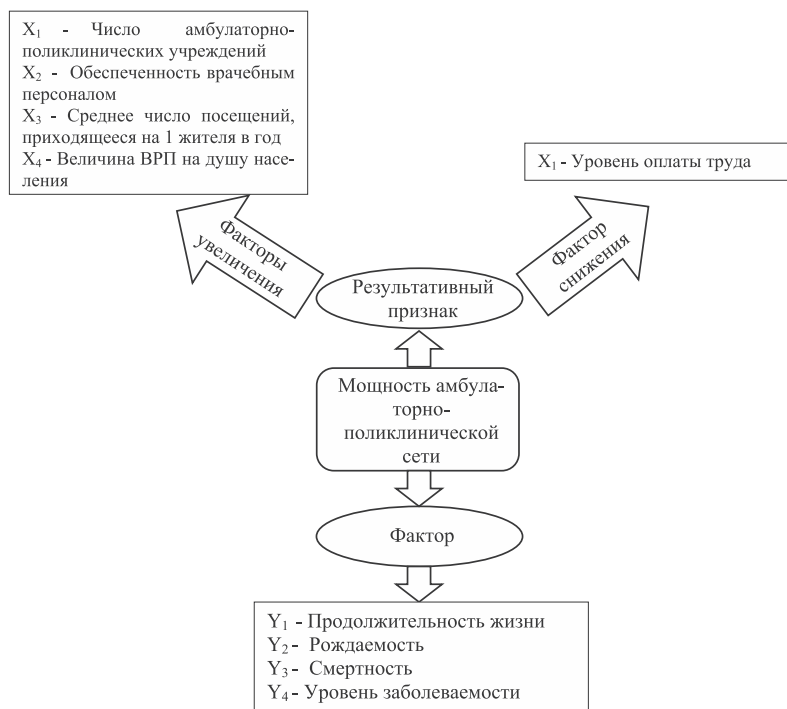 X₁ - Число амбулаторно-
поликлинических учреждений
X₂ - Обеспеченность врачебным
персоналом
X₃ - Среднее число посещений,
приходящееся на 1 жителя в год
X₄ - Величина ВРП на душу насе-
ления
X₁ - Уровень оплаты труда
Факторы
увеличения
Фактор
снижения
Результативный
признак
Мощность амбула-
торно-
поликлинической
сети
Фактор
Y₁ - Продолжительность жизни
Y₂ - Рождаемость
Y₃ - Смертность
Y₄ - Уровень заболеваемости